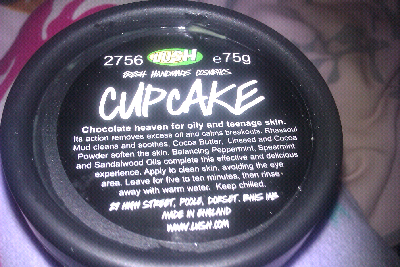 2756 LUSH e75g
FRESH HANDMADE COSMETICS
CUPCAKE
Chocolate heaven for oily and teenage skin.
Its action removes excess oil and calms breakouts. Rhassoul
Mud cleans and soothes. Cocoa Butter, Linseed and Cocoa
Powder soften the skin. Balancing Peppermint, Spearmint
and Sandalwood Oils complete this effective and delicious
experience. Apply to clean skin, avoiding the eye
area. Leave for five to ten minutes, then rinse
away with warm water. Keep chilled.
29 HIGH STREET, POOLE, DORSET. BH15 1AB
MADE IN ENGLAND
WWW.LUSH.COM